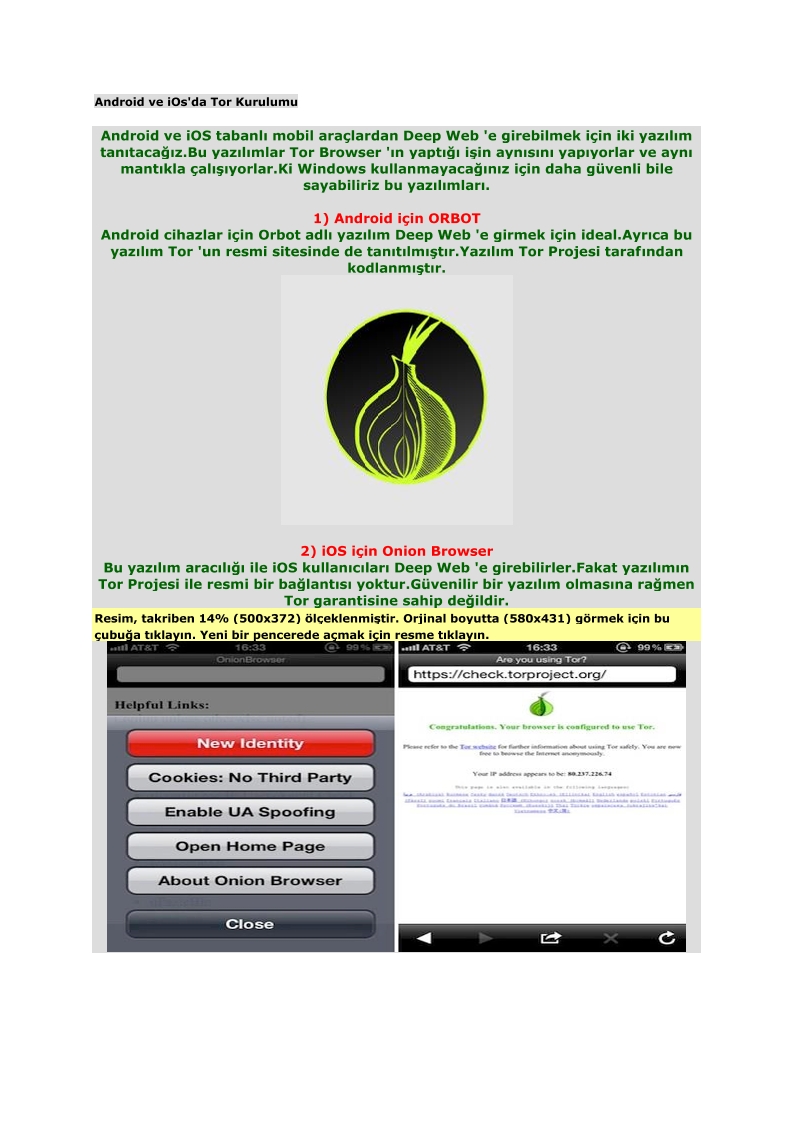 Android ve iOs'da Tor Kurulumu
Android ve iOS tabanlı mobil araçlardan Deep Web 'e girebilmek için iki yazılım
tanıtacağız.Bu yazılımlar Tor Browser 'ın yaptığı işin aynısını yapıyorlar ve aynı
mantıkla çalışıyorlar.Ki Windows kullanmayacağınız için daha güvenli bile
sayabiliriz bu yazılımları.
1) Android için ORBOT
Android cihazlar için Orbot adlı yazılım Deep Web 'e girmek için ideal.Ayrıca bu
yazılım Tor 'un resmi sitesinde de tanıtılmıştır.Yazılım Tor Projesi tarafından
kodlanmıştır.
2) iOS için Onion Browser
Bu yazılım aracılığı ile iOS kullanıcıları Deep Web 'e girebilirler.Fakat yazılımın
Tor Projesi ile resmi bir bağlantısı yoktur.Güvenilir bir yazılım olmasına rağmen
Tor garantisine sahip değildir.
Resim, takriben 14% (500x372) ölçeklenmiştir. Orjinal boyutta (580x431) görmek için bu
çubuğa tıklayın. Yeni bir pencerede açmak için resme tıklayın.
AT&T 16:33 99%
OnionBrowser
Helpful Links:
New Identity
Cookies: No Third Party
Enable UA Spoofing
Open Home Page
About Onion Browser
Close
AT&T 16:33 99%
Are you using Tor?
https://check.torproject.org/
Congratulations. Your browser is configured to use Tor.
Please refer to the Tor website for further information about using Tor safely. You are now
free to browse the Internet anonymously.
Your IP address appears to be: 80.237.226.74
This page is also available in the following languages: